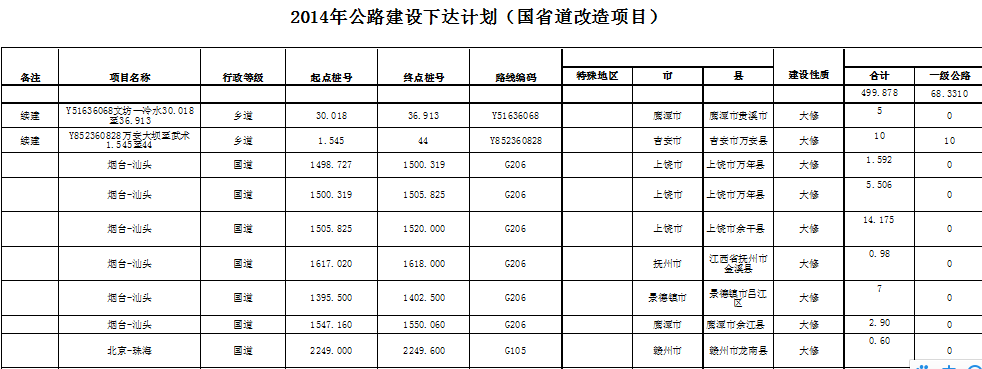 2014年公路建设下达计划（国省道改造项目）
备注 项目名称 行政等级 起点桩号 终点桩号 路线编码 特殊地区 市 县 建设性质 合计 一级公路
499.878 68.3310
续建 Y51636068文坊一冷水30.018至36.913 乡道 30.018 36.913 Y51636068 鹰潭市 鹰潭市贵溪市 大修 5 0
续建 Y852360828万安大坝至武术1.545至44 乡道 1.545 44 Y852360828 吉安市 吉安市万安县 大修 10 10
烟台-汕头 国道 1498.727 1500.319 G206 上饶市 上饶市万年县 大修 1.592 0
烟台-汕头 国道 1500.319 1505.825 G206 上饶市 上饶市万年县 大修 5.506 0
烟台-汕头 国道 1505.825 1520.000 G206 上饶市 上饶市余干县 大修 14.175 0
烟台-汕头 国道 1617.020 1618.000 G206 抚州市 江西省抚州市金溪县 大修 0.98 0
烟台-汕头 国道 1395.500 1402.500 G206 景德镇市 景德镇市昌江区 大修 7 0
烟台-汕头 国道 1547.160 1550.060 G206 鹰潭市 鹰潭市余江县 大修 2.90 0
北京-珠海 国道 2249.000 2249.600 G105 赣州市 赣州市龙南县 大修 0.60 0